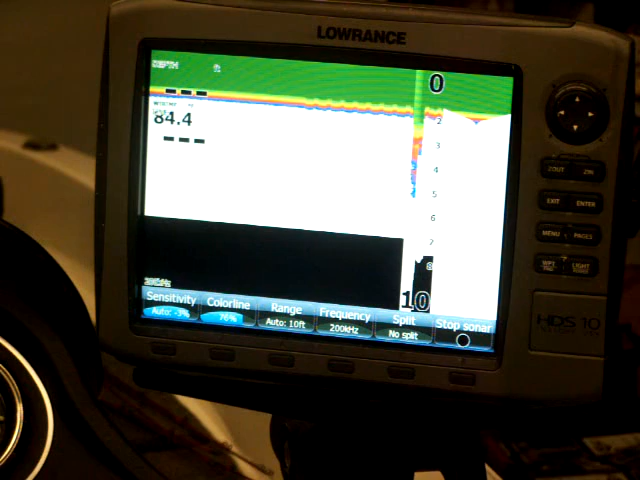 LOWRANCE
0
84.4
2
3
4
5
6
7
8
10
Sensitivity Colorline Range Frequency Split Stop sonar
Auto: -3% 76% Auto: 10ft 200kHz No split
ZOUT ZIN
EXIT ENTER
MENU PAGES
LIGHT
HDS 10